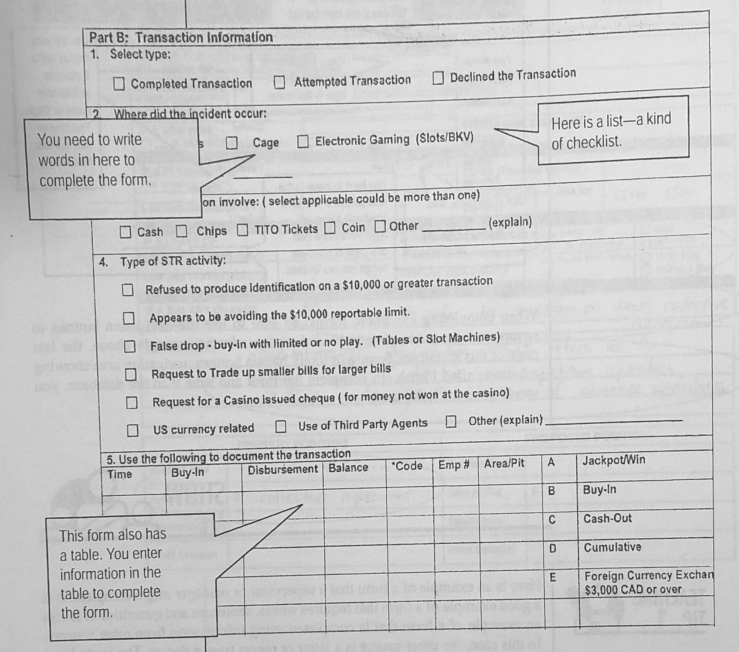 Part B: Transaction Information
1. Select type:
☐ Completed Transaction ☐ Attempted Transaction ☐ Declined the Transaction
2. Where did the incident occur:
s ☐ Cage ☐ Electronic Gaming (Slots/BKV)
You need to write
words in here to
complete the form.
Here is a list—a kind
of checklist.
on involve: ( select applicable could be more than one)
☐ Cash ☐ Chips ☐ TITO Tickets ☐ Coin ☐ Other ________ (explain)
4. Type of STR activity:
☐ Refused to produce identification on a $10,000 or greater transaction
☐ Appears to be avoiding the $10,000 reportable limit.
☐ False drop - buy-in with limited or no play. (Tables or Slot Machines)
☐ Request to Trade up smaller bills for larger bills
☐ Request for a Casino issued cheque ( for money not won at the casino)
☐ US currency related ☐ Use of Third Party Agents ☐ Other (explain) ________
5. Use the following to document the transaction
Time Buy-In Disbursement Balance *Code Emp # Area/Pit A Jackpot/Win
B Buy-In
C Cash-Out
D Cumulative
E Foreign Currency Exchan
$3,000 CAD or over
This form also has
a table. You enter
information in the
table to complete
the form.